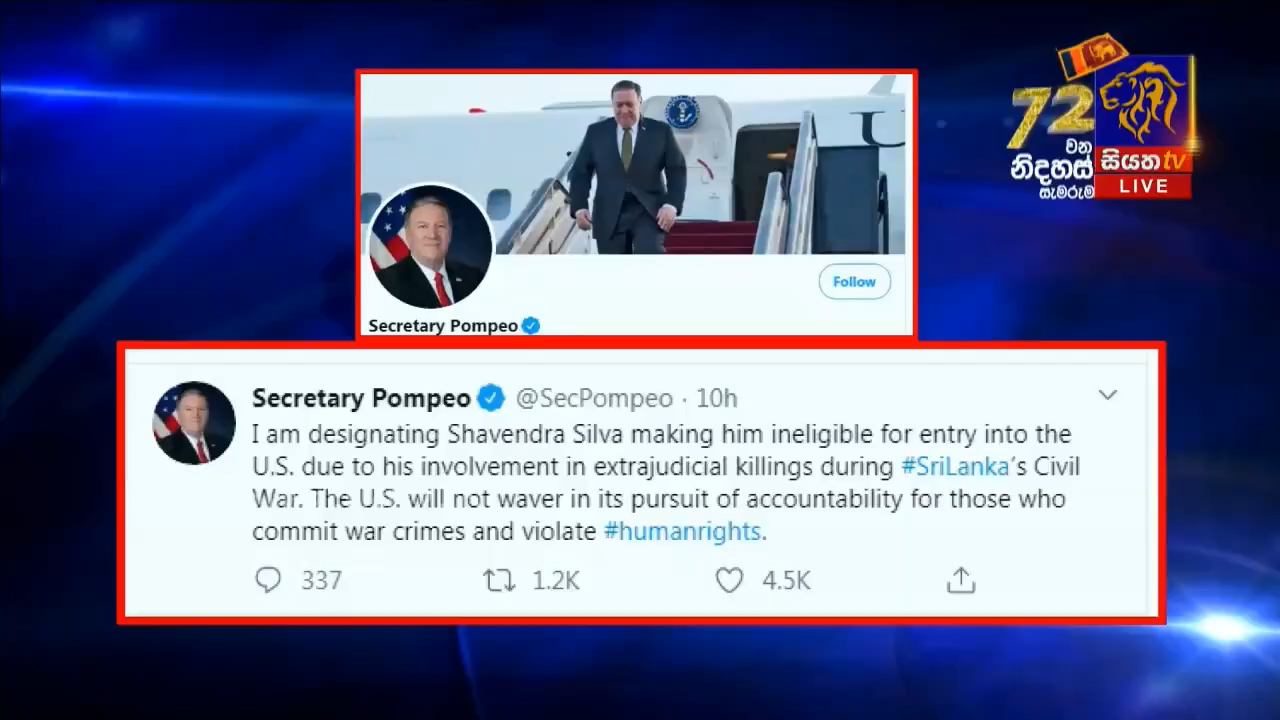 72
වන
නිදහස්
සැමරුම
සියත tv
LIVE
U
Follow
Secretary Pompeo
Secretary Pompeo @SecPompeo · 10h
I am designating Shavendra Silva making him ineligible for entry into the
U.S. due to his involvement in extrajudicial killings during #SriLanka's Civil
War. The U.S. will not waver in its pursuit of accountability for those who
commit war crimes and violate #humanrights.
337 1.2K 4.5K